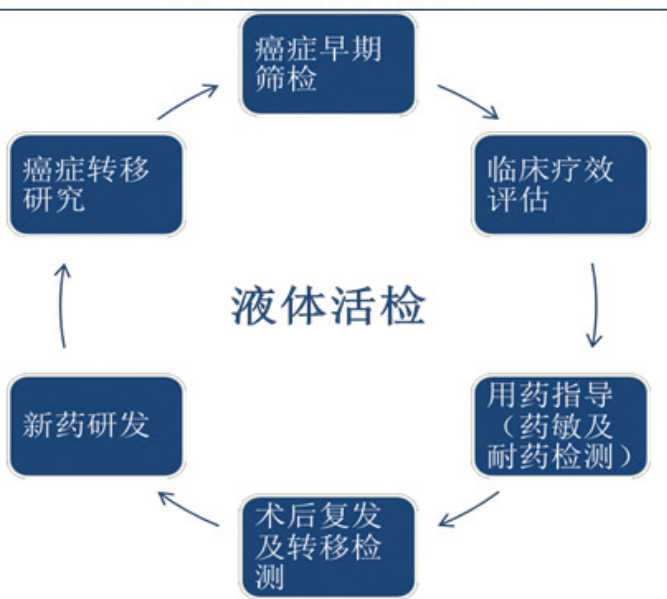 癌症早期
筛检
临床疗效
评估
用药指导
（药敏及
耐药检测）
术后复发
及转移检
测
新药研发
癌症转移
研究
液体活检